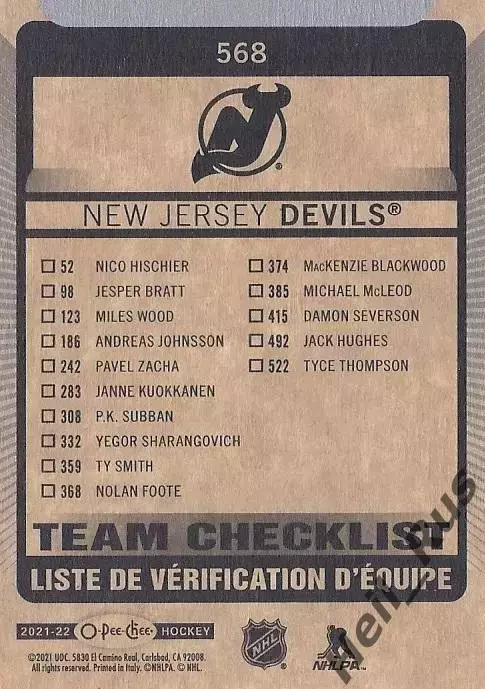 568
NEW JERSEY DEVILS®
52 NICO HISCHIER
98 JESPER BRATT
123 MILES WOOD
186 ANDREAS JOHNSSON
242 PAVEL ZACHA
283 JANNE KUOKKANEN
308 P.K. SUBBAN
332 YEGOR SHARANGOVICH
359 TY SMITH
368 NOLAN FOOTE
374 MacKENZIE BLACKWOOD
385 MICHAEL McLEOD
415 DAMON SEVERSON
492 JACK HUGHES
522 TYCE THOMPSON
TEAM CHECKLIST
LISTE DE VÉRIFICATION D'ÉQUIPE
2021-22 O-Pee-Chee HOCKEY
©2021 UDC. 5830 El Camino Real, Carlsbad, CA 92008.
All rights reserved. Printed in Italy. ©NHLPA. © NHL
NHL
NHLPA
Neil_Rus